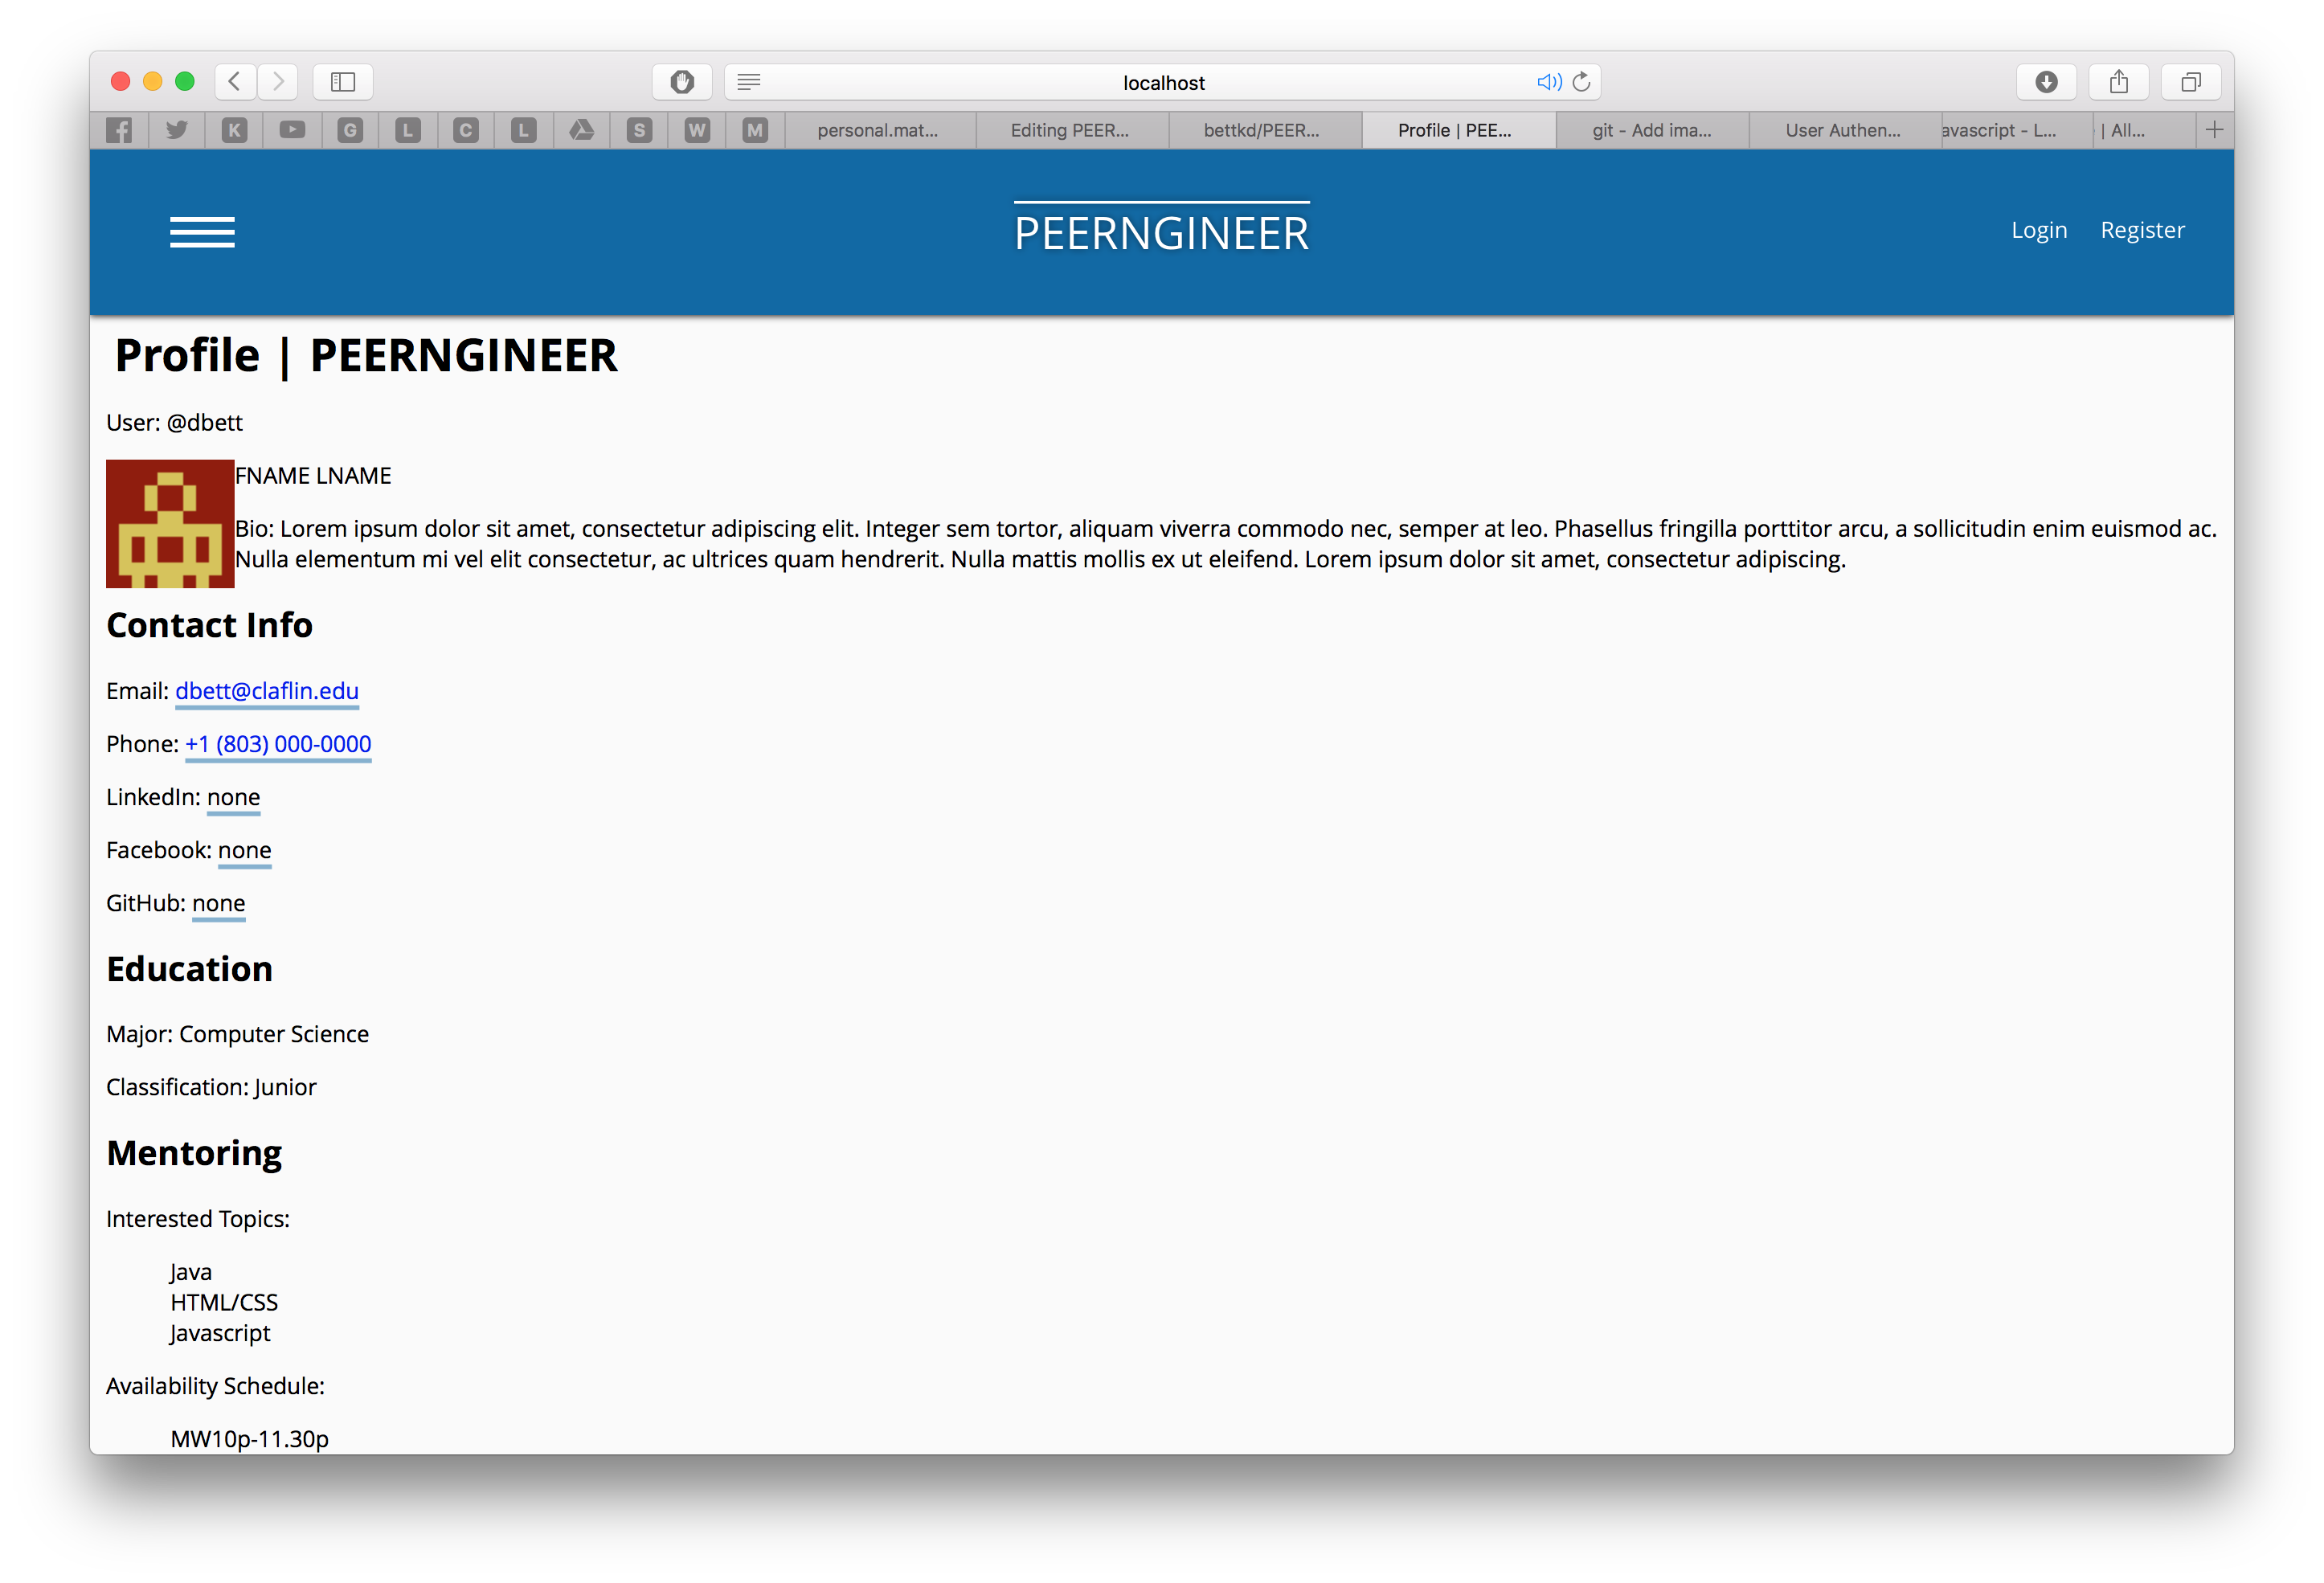 localhost
K G L C L S W M personal.mat... Editing PEER... bettkd/PEER... Profile | PEE... git - Add ima... User Authen... avascript - L... | All...
PEERNGINEER
Login Register
Profile | PEERNGINEER
User: @dbett
FNAME LNAME
Bio: Lorem ipsum dolor sit amet, consectetur adipiscing elit. Integer sem tortor, aliquam viverra commodo nec, semper at leo. Phasellus fringilla porttitor arcu, a sollicitudin enim euismod ac.
Nulla elementum mi vel elit consectetur, ac ultrices quam hendrerit. Nulla mattis mollis ex ut eleifend. Lorem ipsum dolor sit amet, consectetur adipiscing.
Contact Info
Email: dbett@claflin.edu
Phone: +1 (803) 000-0000
LinkedIn: none
Facebook: none
GitHub: none
Education
Major: Computer Science
Classification: Junior
Mentoring
Interested Topics:
Java
HTML/CSS
Javascript
Availability Schedule:
MW10p-11.30p